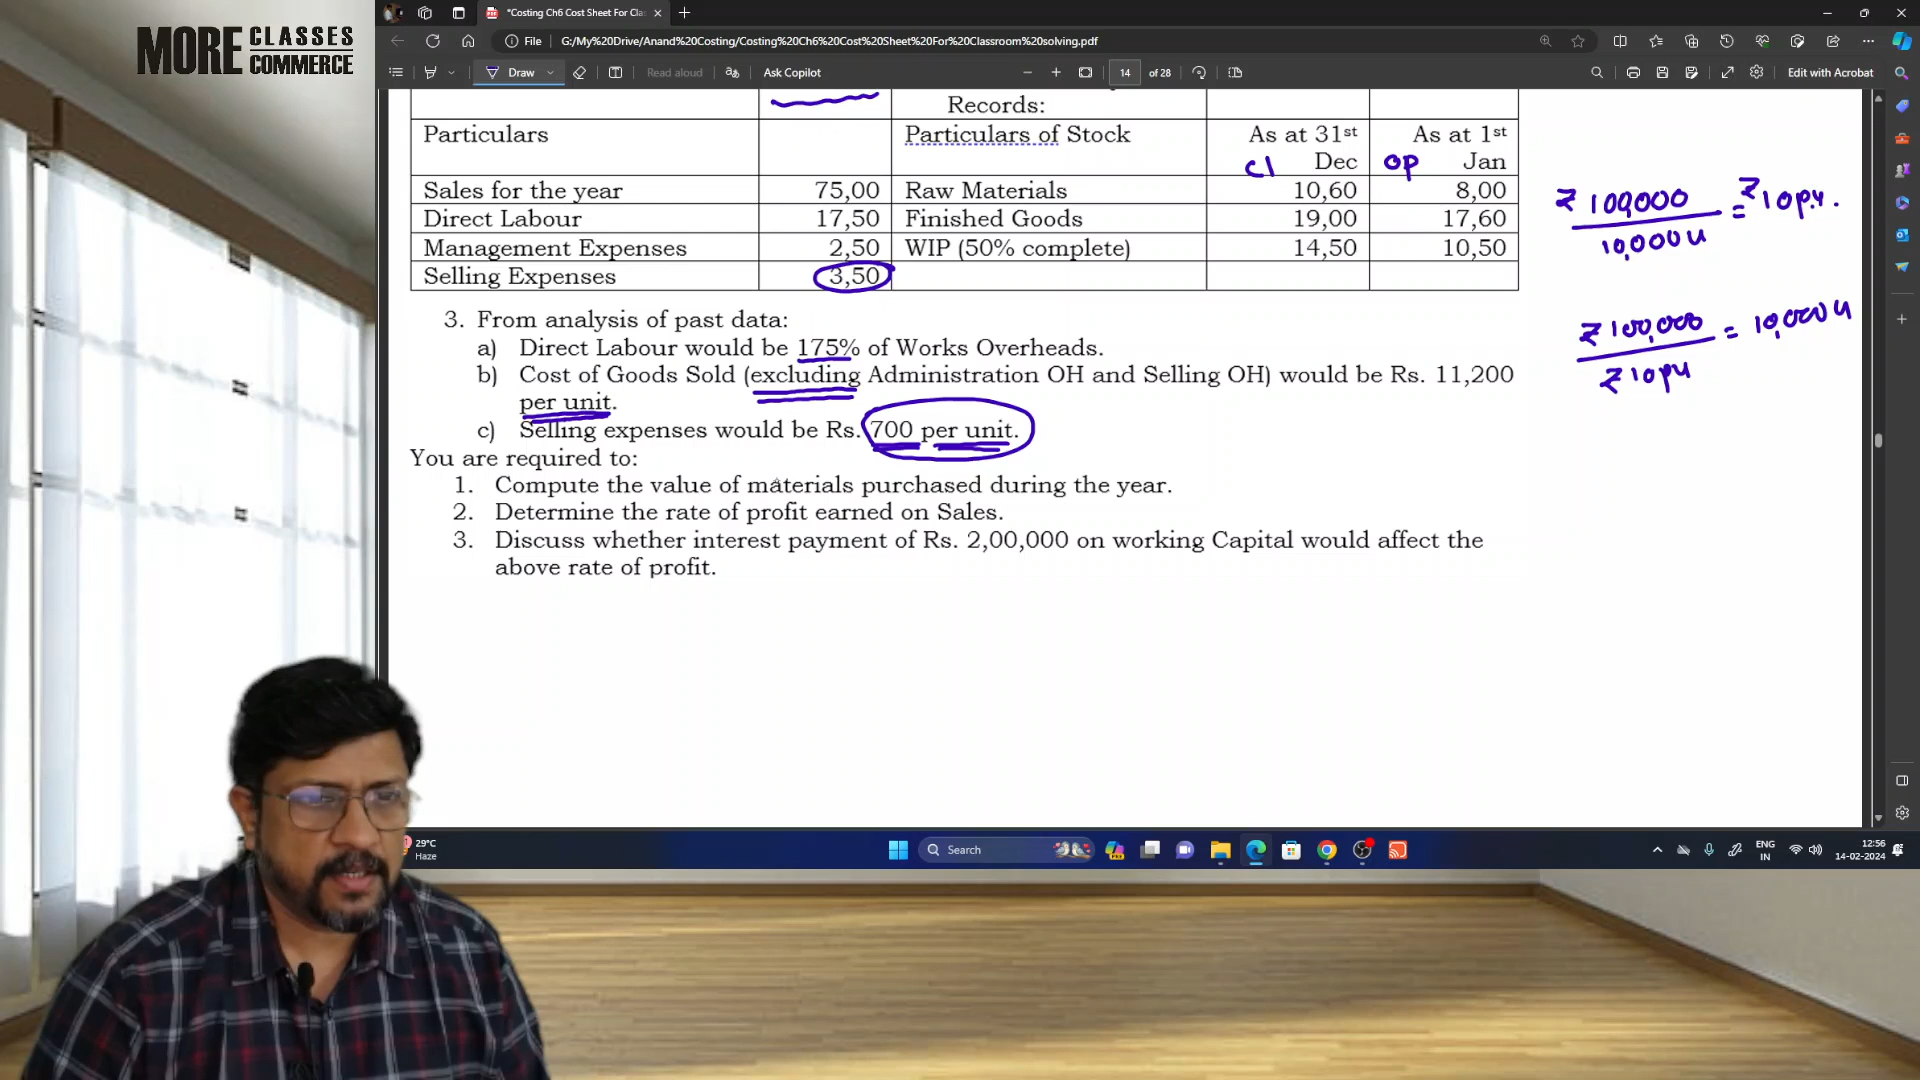 MORE CLASSES COMMERCE
*Costing Ch6 Cost Sheet For Cla
File G:/My%20Drive/Anand%20Costing/Costing%20Ch6%20Cost%20Sheet%20For%20Classroom%20solving.pdf
Draw Read aloud Ask Copilot 14 of 28 Edit with Acrobat
Records:
Particulars Particulars of Stock As at 31st Dec As at 1st Jan
Cl OP
Sales for the year 75,00 Raw Materials 10,60 8,00
Direct Labour 17,50 Finished Goods 19,00 17,60
Management Expenses 2,50 WIP (50% complete) 14,50 10,50
Selling Expenses 3,50
₹ 100,000 / 10,000 u = ₹ 10 p.u.
₹ 100,000 / ₹ 10 pu = 10,000 u
3. From analysis of past data:
a) Direct Labour would be 175% of Works Overheads.
b) Cost of Goods Sold (excluding Administration OH and Selling OH) would be Rs. 11,200
per unit.
c) Selling expenses would be Rs. 700 per unit.
You are required to:
1. Compute the value of materials purchased during the year.
2. Determine the rate of profit earned on Sales.
3. Discuss whether interest payment of Rs. 2,00,000 on working Capital would affect the
above rate of profit.
29°C
Haze
Search
ENG
IN
12:56
14-02-2024